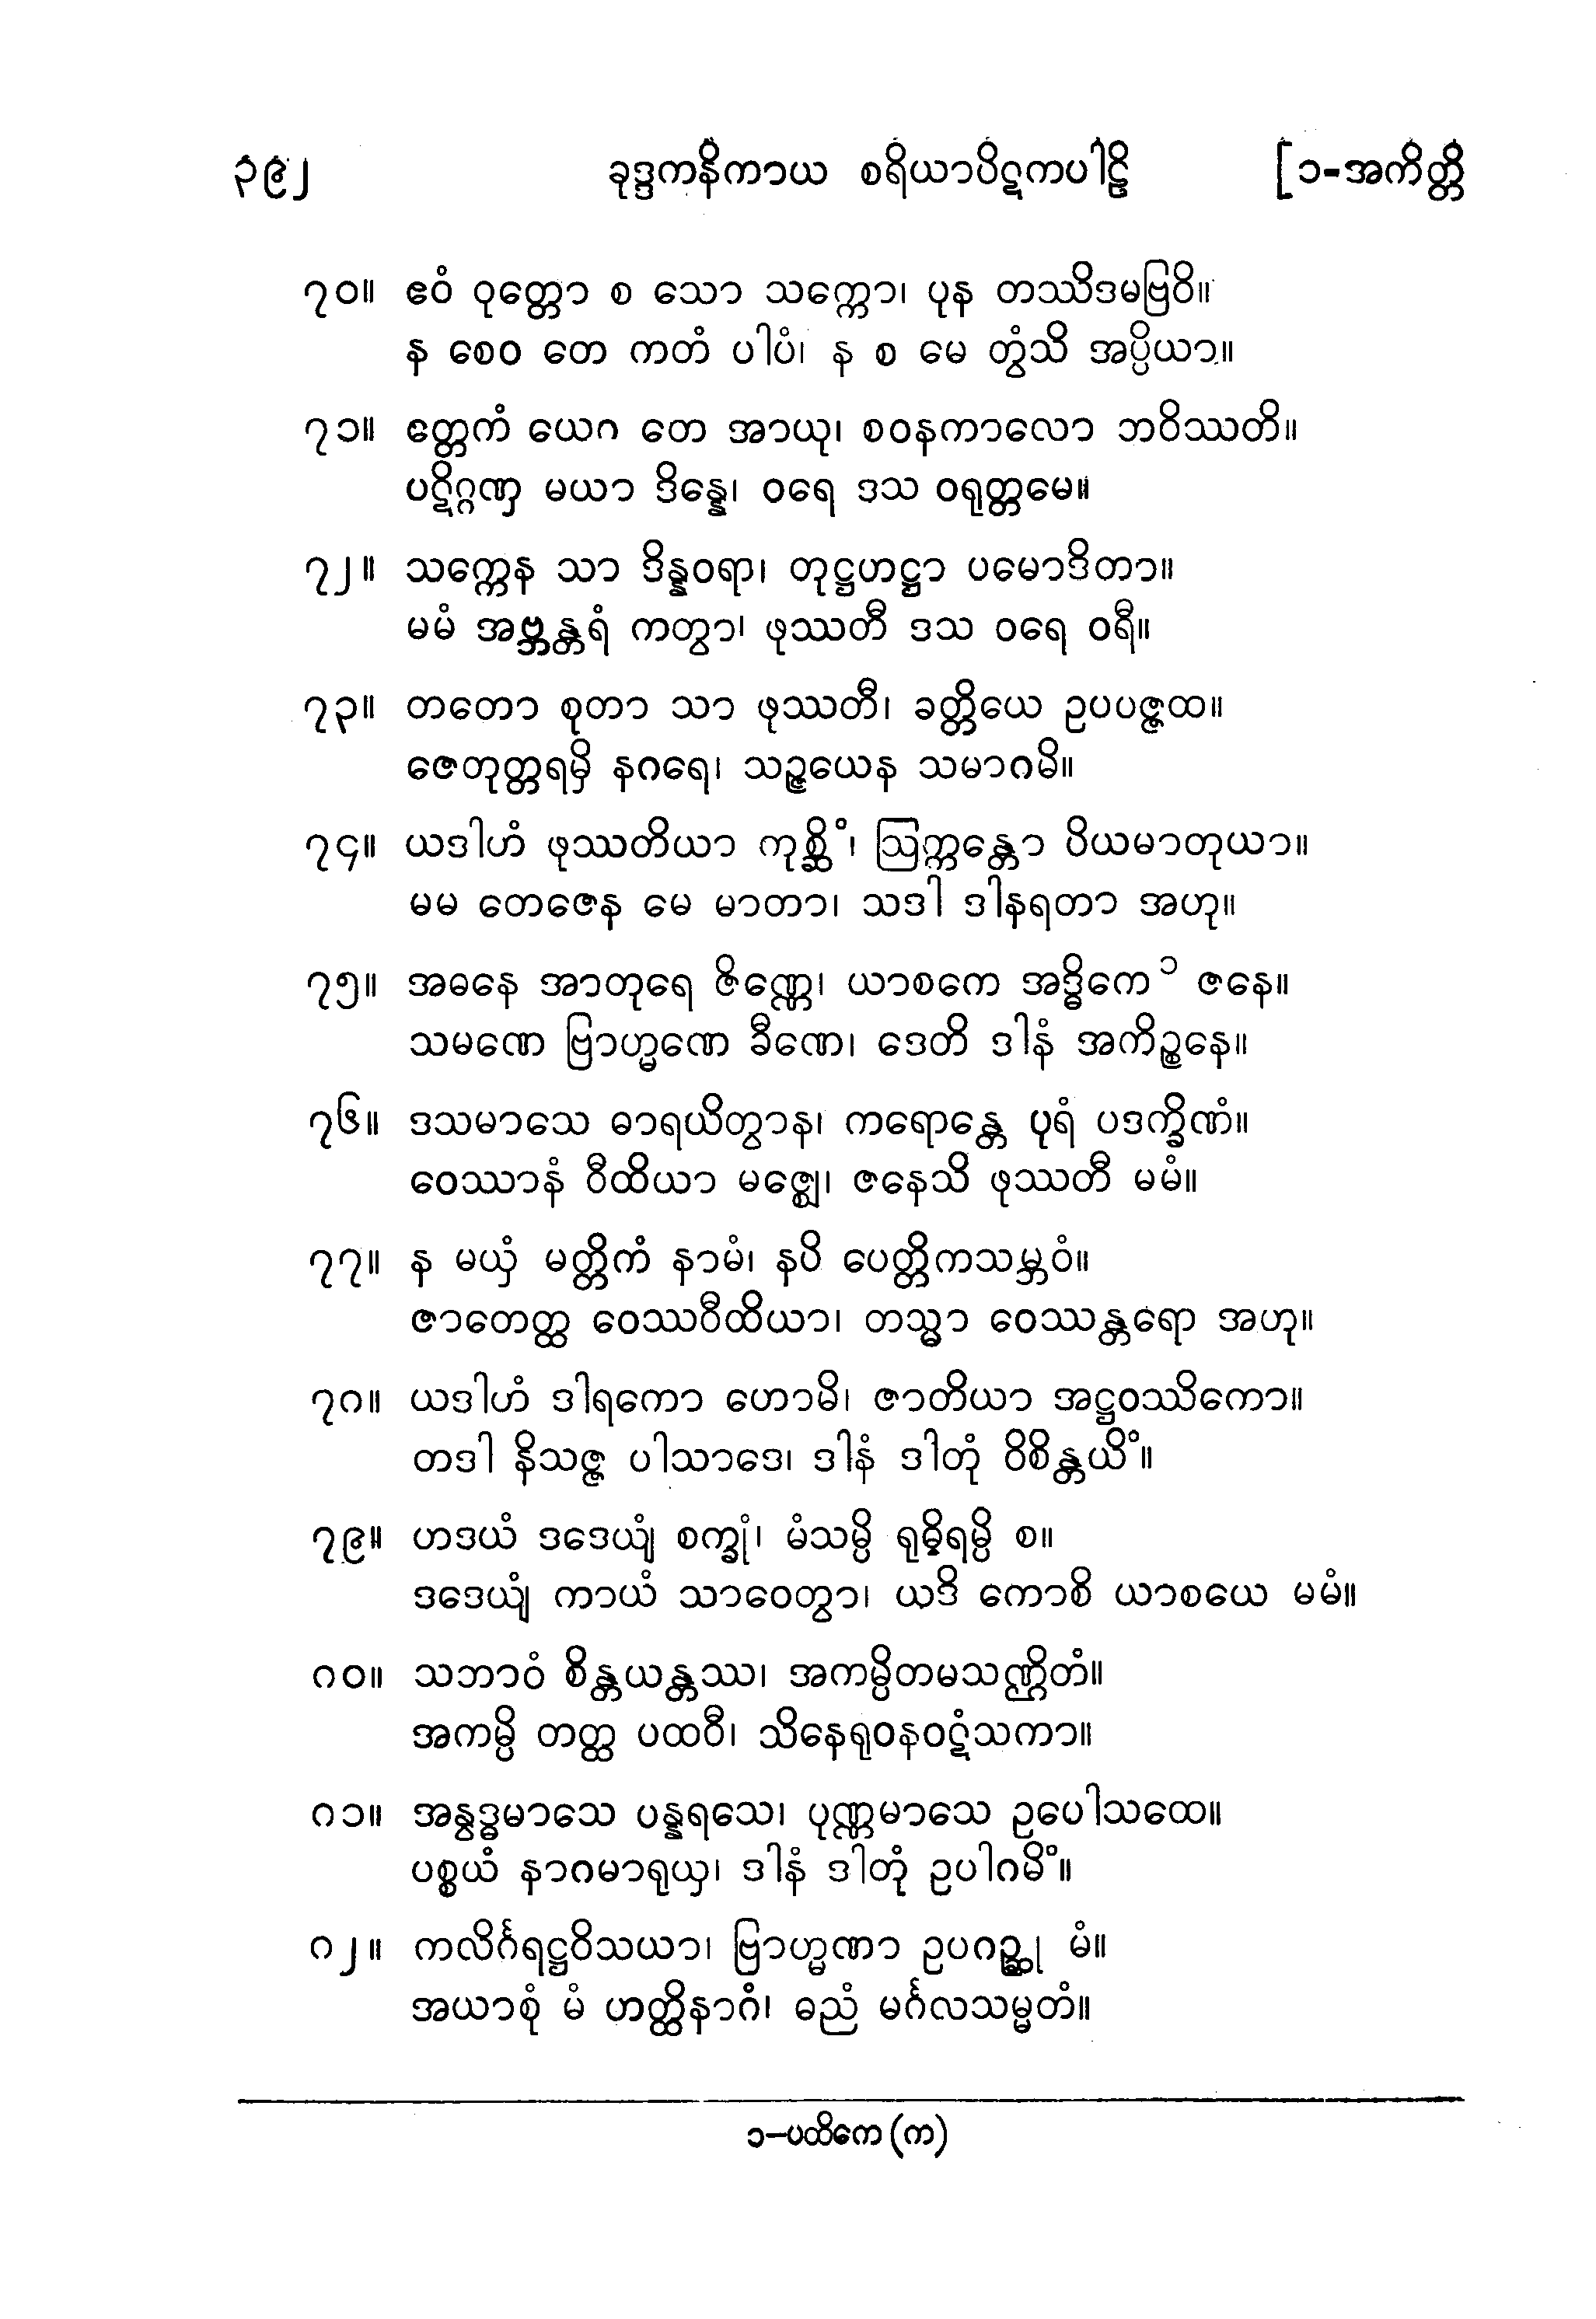 ၃၉၂ ခုဒ္ဒကနိကာယ စရိယာပိဋကပါဠိ [၁-အကိတ္တိ
၇၀။ ဧဝံ ဝုတ္တော စ သော သက္ကော၊ ပုန တဿိဒမဗြဝိ။
န စေဝ တေ ကတံ ပါပံ၊ န စ မေ တွံသိ အပ္ပိယာ။
၇၁။ ဧတ္တကံ ယေဂ တေ အာယု၊ စဝနကာလော ဘဝိဿတိ။
ပဋိဂ္ဂဏှ မယာ ဒိန္နေ၊ ဝရေ ဒသ ဝရုတ္တမေ။
၇၂။ သက္ကေန သာ ဒိန္နဝရာ၊ တုဋ္ဌဟဋ္ဌာ ပမောဒိတာ။
မမံ အဗ္ဘန္တရံ ကတွာ၊ ဖုဿတီ ဒသ ဝရေ ဝရီ။
၇၃။ တတော စုတာ သာ ဖုဿတီ၊ ခတ္တိယေ ဥပပဇ္ဇထ။
ဇေတုတ္တရမှိ နဂရေ၊ သဉ္ဇယေန သမာဂမိ။
၇၄။ ယဒါဟံ ဖုဿတိယာ ကုစ္ဆိံ၊ ဩက္ကန္တော ပိယမာတုယာ။
မမ တေဇေန မေ မာတာ၊ သဒါ ဒါနရတာ အဟု။
၇၅။ အဓနေ အာတုရေ ဇိဏ္ဏေ၊ ယာစကေ အဒ္ဓိကေ ၁ ဇနေ။
သမဏေ ဗြာဟ္မဏေ ခီဏေ၊ ဒေတိ ဒါနံ အကိဉ္စနေ။
၇၆။ ဒသမာသေ ဓာရယိတွာန၊ ကရောန္တေ ပုရံ ပဒက္ခိဏံ။
ဝေဿာနံ ဝီထိယာ မဇ္ဈေ၊ ဇနေသိ ဖုဿတီ မမံ။
၇၇။ န မယှံ မတ္တိကံ နာမံ၊ နပိ ပေတ္တိကသမ္ဘဝံ။
ဇာတေတ္ထ ဝေဿဝီထိယာ၊ တသ္မာ ဝေဿန္တရော အဟု။
၇၈။ ယဒါဟံ ဒါရကော ဟောမိ၊ ဇာတိယာ အဋ္ဌဝဿိကော။
တဒါ နိသဇ္ဇ ပါသာဒေ၊ ဒါနံ ဒါတုံ ဝိစိန္တယိံ။
၇၉။ ဟဒယံ ဒဒေယျံ စက္ခုံ၊ မံသမ္ပိ ရုဓိရမ္ပိ စ။
ဒဒေယျံ ကာယံ သာဝေတွာ၊ ယဒိ ကောစိ ယာစယေ မမံ။
၈၀။ သဘာဝံ စိန္တယန္တဿ၊ အကမ္ပိတမသဏ္ဌိတံ။
အကမ္ပိ တတ္ထ ပထဝီ၊ သိနေရုဝနဝဋံသကာ။
၈၁။ အန္ဝဒ္ဓမာသေ ပန္နရသေ၊ ပုဏ္ဏမာသေ ဥပေါသထေ။
ပစ္စယံ နာဂမာရုယှ၊ ဒါနံ ဒါတုံ ဥပါဂမိံ။
၈၂။ ကလိင်္ဂရဋ္ဌဝိသယာ၊ ဗြာဟ္မဏာ ဥပဂဉ္ဆု မံ။
အယာစုံ မံ ဟတ္ထိနာဂံ၊ ဓညံ မင်္ဂလသမ္မတံ။
၁-ပထိကေ (က)